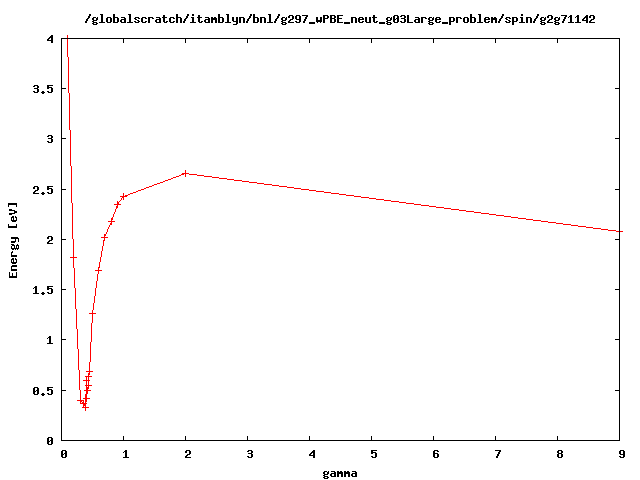 /globalscratch/itamblyn/bnl/g297_wPBE_neut_g03Large_problem/spin/g2g71142
4
3.5
3
2.5
2
1.5
1
0.5
0
Energy [eV]
0 1 2 3 4 5 6 7 8 9
gamma